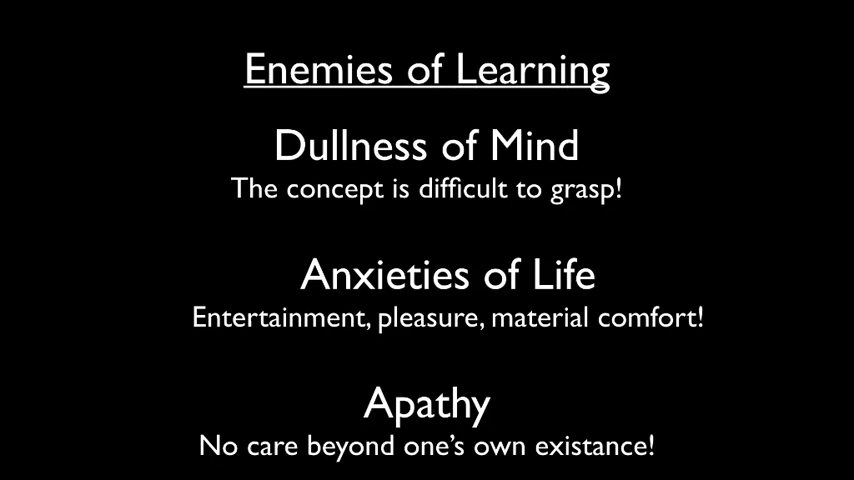 Enemies of Learning
Dullness of Mind
The concept is difficult to grasp!
Anxieties of Life
Entertainment, pleasure, material comfort!
Apathy
No care beyond one’s own existance!